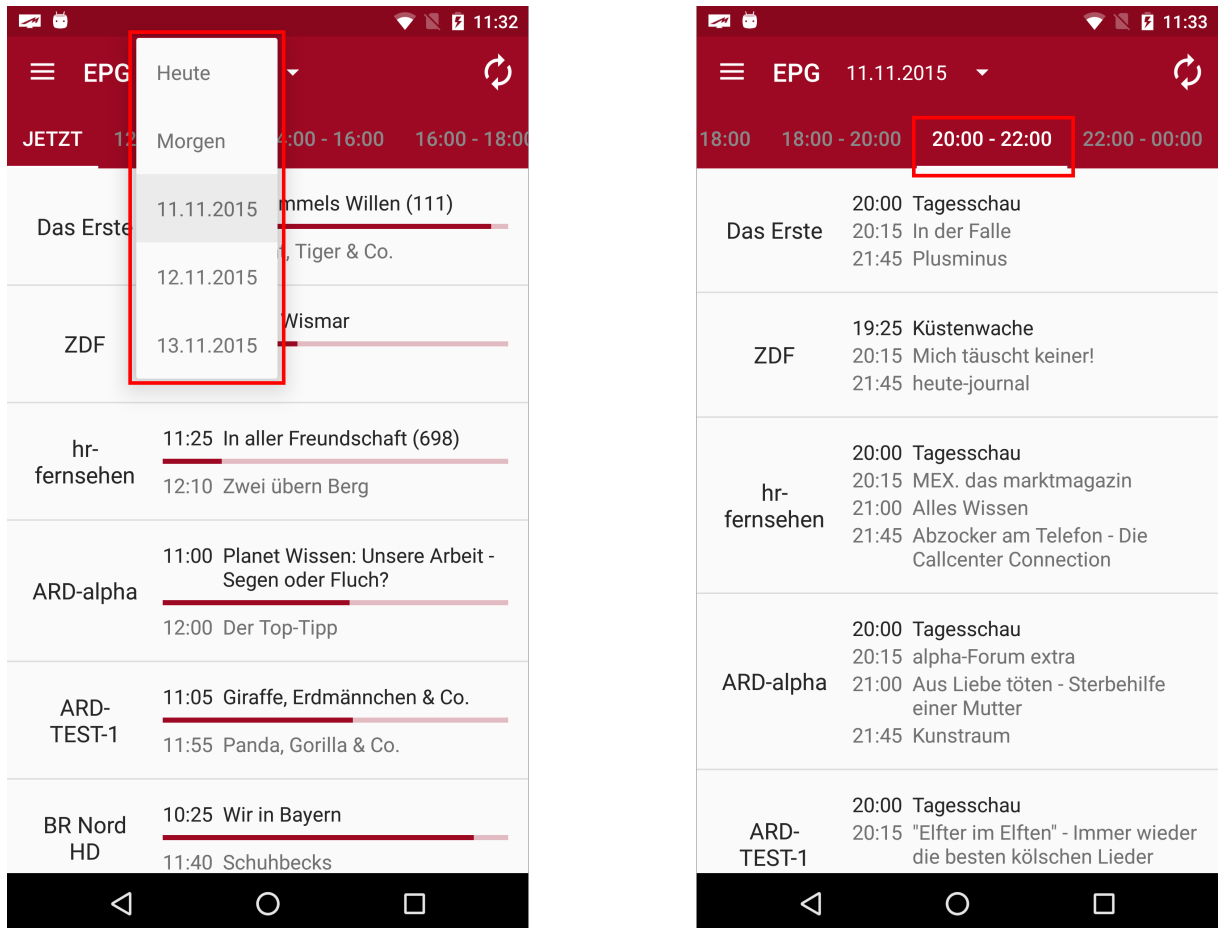 11:32
EPG
Heute
Morgen
11.11.2015
12.11.2015
13.11.2015
JETZT 12 4:00 - 16:00 16:00 - 18:00
Das Erste
mmels Willen (111)
, Tiger & Co.
ZDF
Wismar
hr-
fernsehen
11:25 In aller Freundschaft (698)
12:10 Zwei übern Berg
ARD-alpha
11:00 Planet Wissen: Unsere Arbeit -
Segen oder Fluch?
12:00 Der Top-Tipp
ARD-
TEST-1
11:05 Giraffe, Erdmännchen & Co.
11:55 Panda, Gorilla & Co.
BR Nord
HD
10:25 Wir in Bayern
11:40 Schuhbecks
11:33
EPG 11.11.2015
18:00 18:00 - 20:00 20:00 - 22:00 22:00 - 00:00
Das Erste
20:00 Tagesschau
20:15 In der Falle
21:45 Plusminus
ZDF
19:25 Küstenwache
20:15 Mich täuscht keiner!
21:45 heute-journal
hr-
fernsehen
20:00 Tagesschau
20:15 MEX. das marktmagazin
21:00 Alles Wissen
21:45 Abzocker am Telefon - Die
Callcenter Connection
ARD-alpha
20:00 Tagesschau
20:15 alpha-Forum extra
21:00 Aus Liebe töten - Sterbehilfe
einer Mutter
21:45 Kunstraum
ARD-
TEST-1
20:00 Tagesschau
20:15 "Elfter im Elften" - Immer wieder
die besten kölschen Lieder